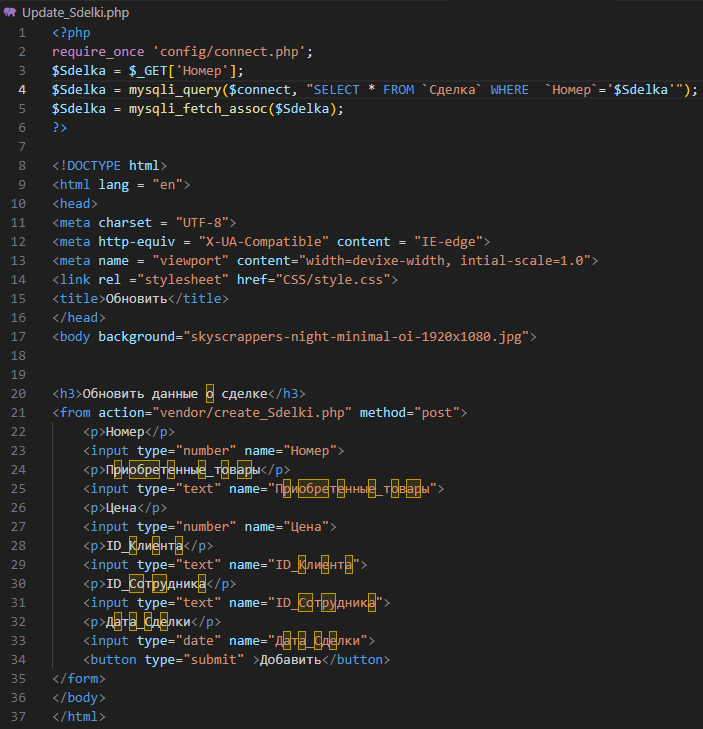 Update_Sdelki.php
1 <?php
2 require_once 'config/connect.php';
3 $Sdelka = $_GET['Номер'];
4 $Sdelka = mysqli_query($connect, "SELECT * FROM `Сделка` WHERE  `Номер`='$Sdelka'");
5 $Sdelka = mysqli_fetch_assoc($Sdelka);
6 ?>
7
8 <!DOCTYPE html>
9 <html lang = "en">
10 <head>
11 <meta charset = "UTF-8">
12 <meta http-equiv = "X-UA-Compatible" content = "IE-edge">
13 <meta name = "viewport" content="width=devixe-width, intial-scale=1.0">
14 <link rel ="stylesheet" href="CSS/style.css">
15 <title>Обновить</title>
16 </head>
17 <body background="skyscrappers-night-minimal-oi-1920x1080.jpg">
18
19
20 <h3>Обновить данные о сделке</h3>
21 <from action="vendor/create_Sdelki.php" method="post">
22     <p>Номер</p>
23     <input type="number" name="Номер">
24     <p>Приобретенные_товары</p>
25     <input type="text" name="Приобретенные_товары">
26     <p>Цена</p>
27     <input type="number" name="Цена">
28     <p>ID_Клиента</p>
29     <input type="text" name="ID_Клиента">
30     <p>ID_Сотрудника</p>
31     <input type="text" name="ID_Сотрудника">
32     <p>Дата_Сделки</p>
33     <input type="date" name="Дата_Сделки">
34     <button type="submit" >Добавить</button>
35 </form>
36 </body>
37 </html>